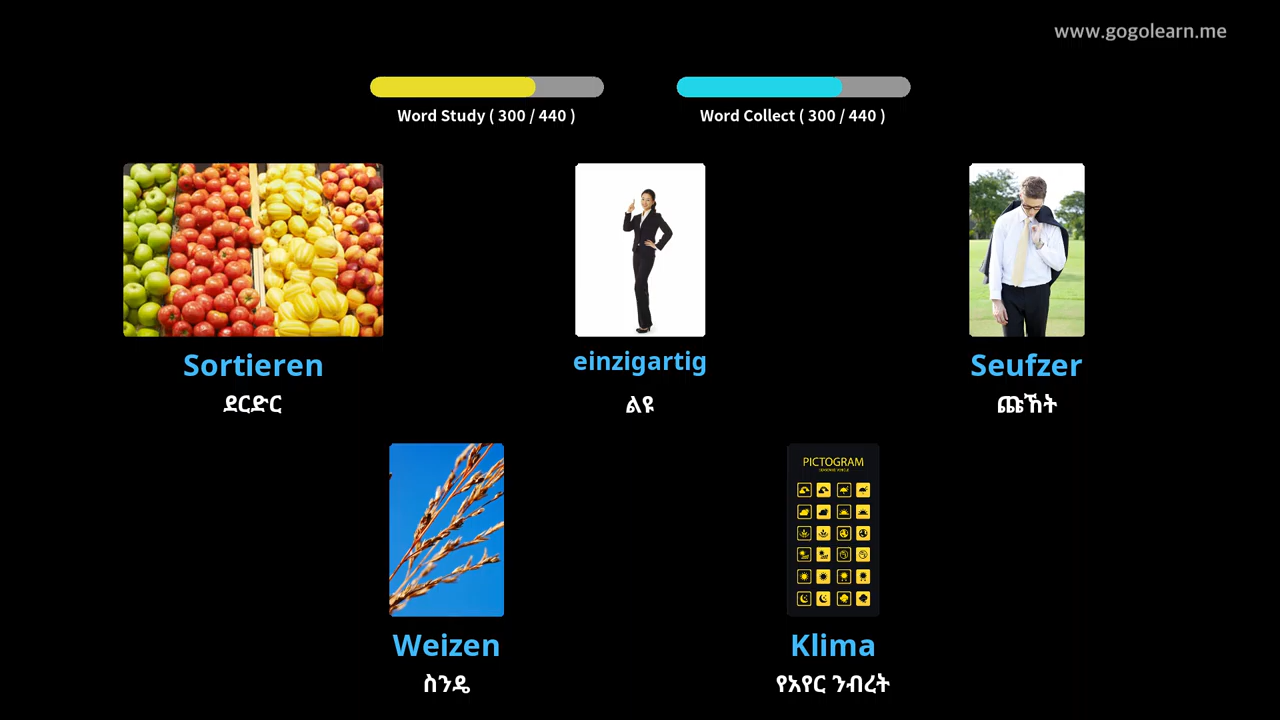 www.gogolearn.me
Word Study ( 300 / 440 )
Word Collect ( 300 / 440 )
Sortieren
ደርድር
einzigartig
ልዩ
Seufzer
ጩኸት
PICTOGRAM
Weizen
ስንዴ
Klima
የአየር ንብረት